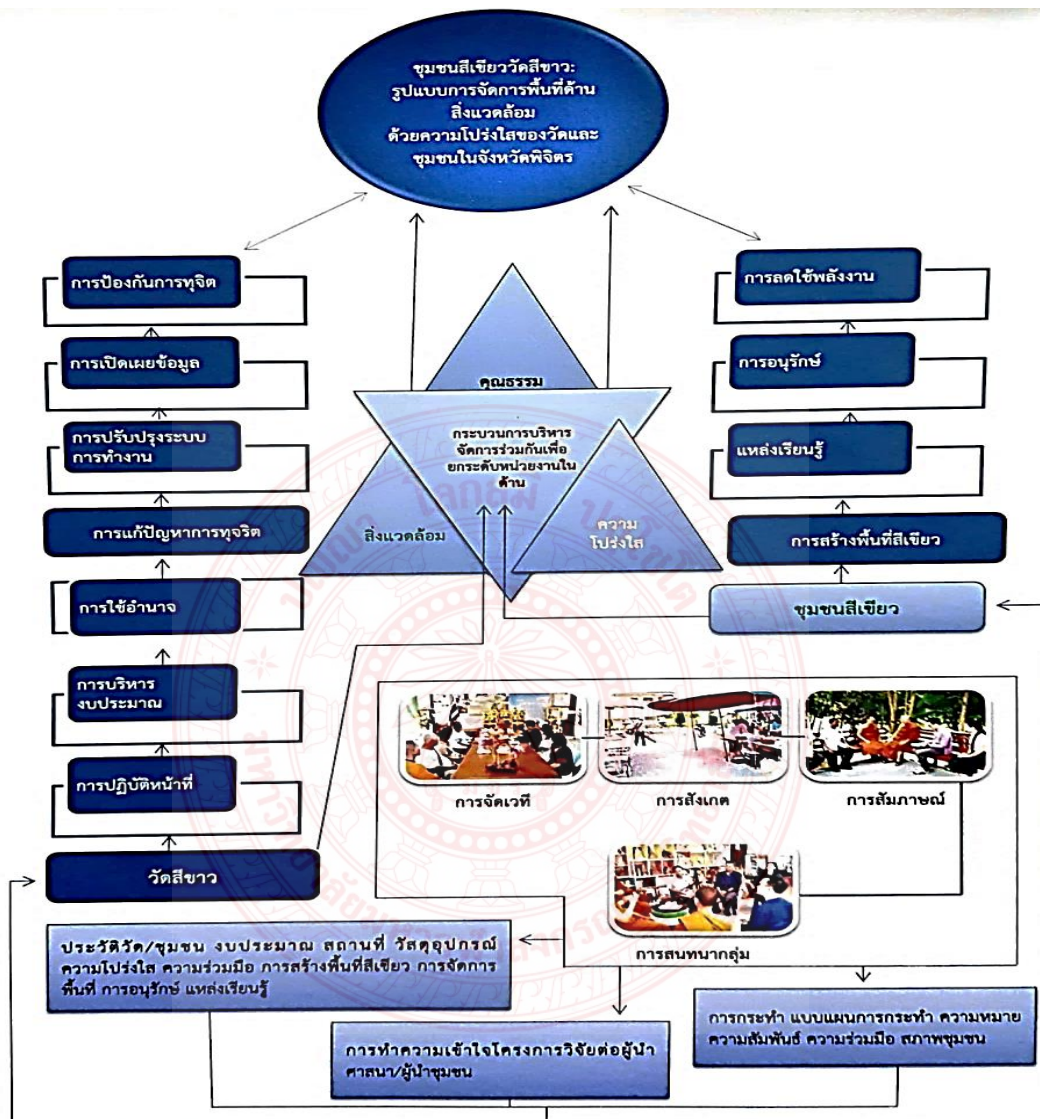 ชุมชนสีเขียววัดสีขาว:
รูปแบบการจัดการพื้นที่ด้าน
สิ่งแวดล้อม
ด้วยความโปร่งใสของวัดและ
ชุมชนในจังหวัดพิจิตร
การป้องกันการทุจิต
การเปิดเผยข้อมูล
การปรับปรุงระบบ
การทำงาน
การแก้ปัญหาการทุจริต
การใช้อำนาจ
การบริหาร
งบประมาณ
การปฏิบัติหน้าที่
วัดสีขาว
คุณธรรม
กระบวนการบริหาร
จัดการร่วมกันเพื่อ
ยกระดับหน่วยงานใน
ด้าน
สิ่งแวดล้อม
ความ
โปร่งใส
การลดใช้พลังงาน
การอนุรักษ์
แหล่งเรียนรู้
การสร้างพื้นที่สีเขียว
ชุมชนสีเขียว
การจัดเวที
การสังเกต
การสัมภาษณ์
การสนทนากลุ่ม
ประวัติวัด/ชุมชน งบประมาณ สถานที่ วัสดุอุปกรณ์
ความโปร่งใส ความร่วมมือ การสร้างพื้นที่สีเขียว การจัดการ
พื้นที่ การอนุรักษ์ แหล่งเรียนรู้
การทำความเข้าใจโครงการวิจัยต่อผู้นำ
ศาสนา/ผู้นำชุมชน
การกระทำ แบบแผนการกระทำ ความหมาย
ความสัมพันธ์ ความร่วมมือ สภาพชุมชน